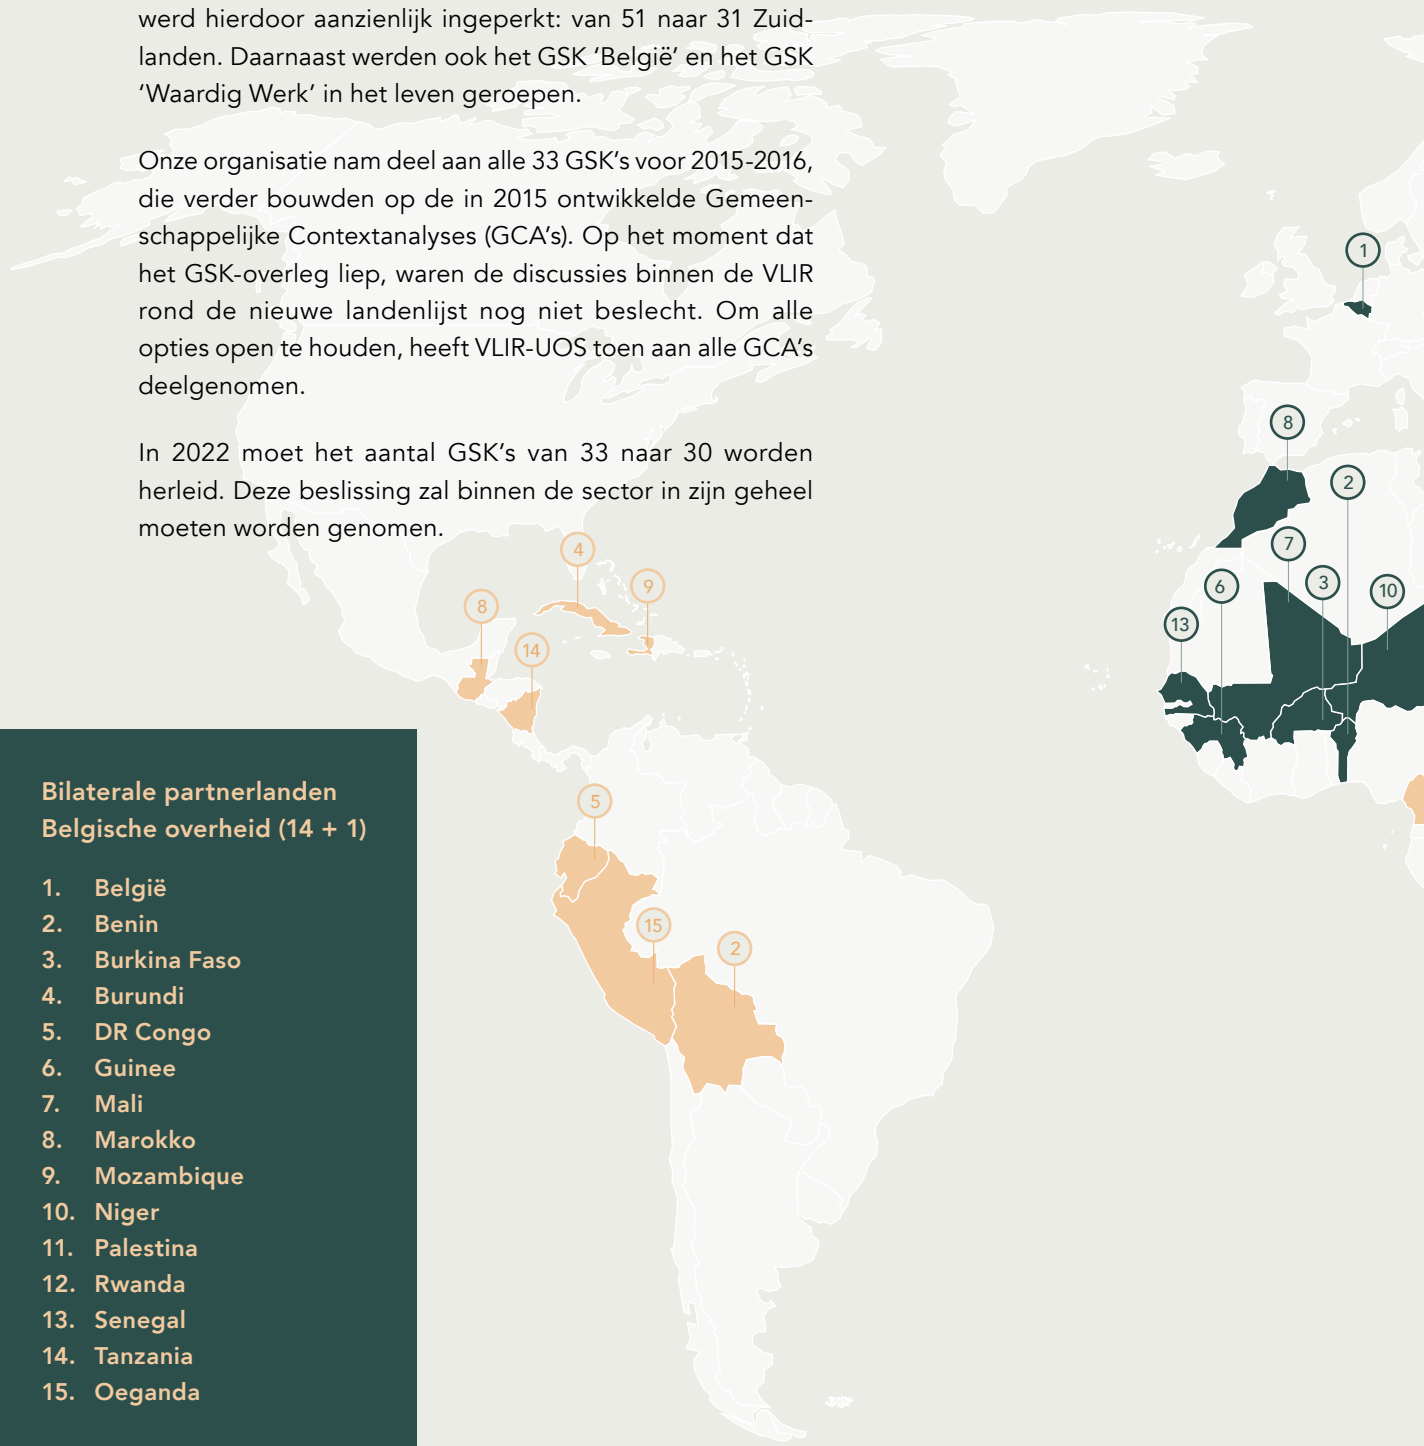 werd hierdoor aanzienlijk ingeperkt: van 51 naar 31 Zuid-
landen. Daarnaast werden ook het GSK ‘België’ en het GSK
‘Waardig Werk’ in het leven geroepen.
Onze organisatie nam deel aan alle 33 GSK’s voor 2015-2016,
die verder bouwden op de in 2015 ontwikkelde Gemeen-
schappelijke Contextanalyses (GCA’s). Op het moment dat
het GSK-overleg liep, waren de discussies binnen de VLIR
rond de nieuwe landenlijst nog niet beslecht. Om alle
opties open te houden, heeft VLIR-UOS toen aan alle GCA’s
deelgenomen.
In 2022 moet het aantal GSK’s van 33 naar 30 worden
herleid. Deze beslissing zal binnen de sector in zijn geheel
moeten worden genomen.
1
8
2
7
3
10
6
13
4
9
8
14
5
15
2
Bilaterale partnerlanden
Belgische overheid (14 + 1)
1. België
2. Benin
3. Burkina Faso
4. Burundi
5. DR Congo
6. Guinee
7. Mali
8. Marokko
9. Mozambique
10. Niger
11. Palestina
12. Rwanda
13. Senegal
14. Tanzania
15. Oeganda